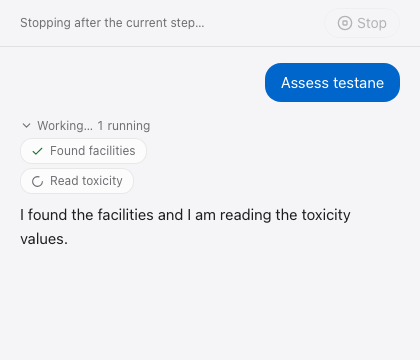 Stopping after the current step...
Stop
Assess testane
Working... 1 running
Found facilities
Read toxicity
I found the facilities and I am reading the toxicity
values.